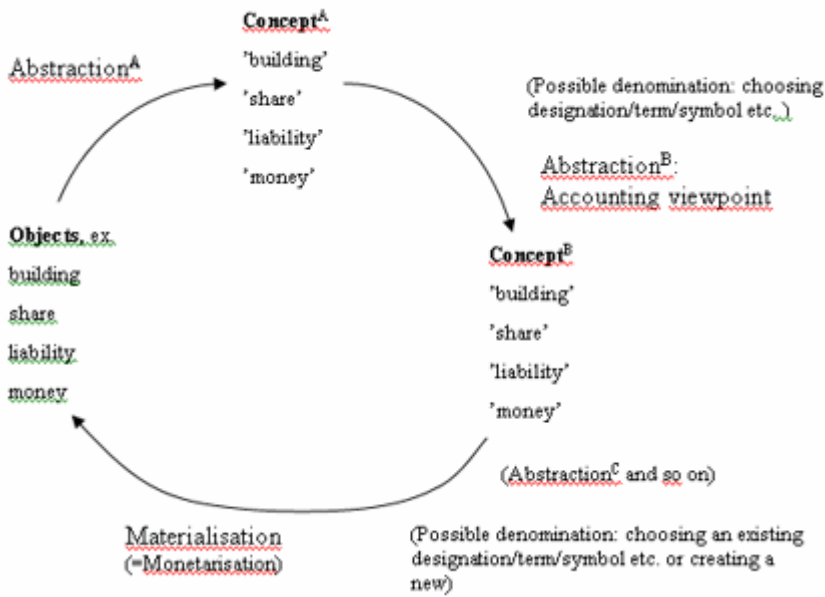 Concept^A
’building’
’share’
’liability’
’money’
Abstraction^A
(Possible denomination: choosing
designation/term/symbol etc,.)
Abstraction^B:
Accounting viewpoint
Objects, ex.
building
share
liability
money
Concept^B
’building’
’share’
’liability’
’money’
(Abstraction^C and so on)
Materialisation
(=Monetarisation)
(Possible denomination: choosing an existing
designation/term/symbol etc. or creating a
new)